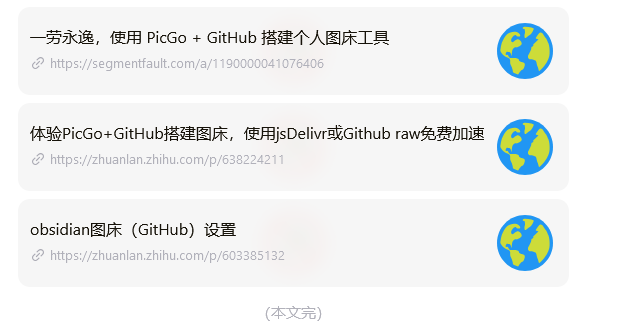 一劳永逸，使用 PicGo + GitHub 搭建个人图床工具
https://segmentfault.com/a/1190000041076406
体验PicGo+GitHub搭建图床，使用jsDelivr或Github raw免费加速
https://zhuanlan.zhihu.com/p/638224211
obsidian图床（GitHub）设置
https://zhuanlan.zhihu.com/p/603385132
(本文完)